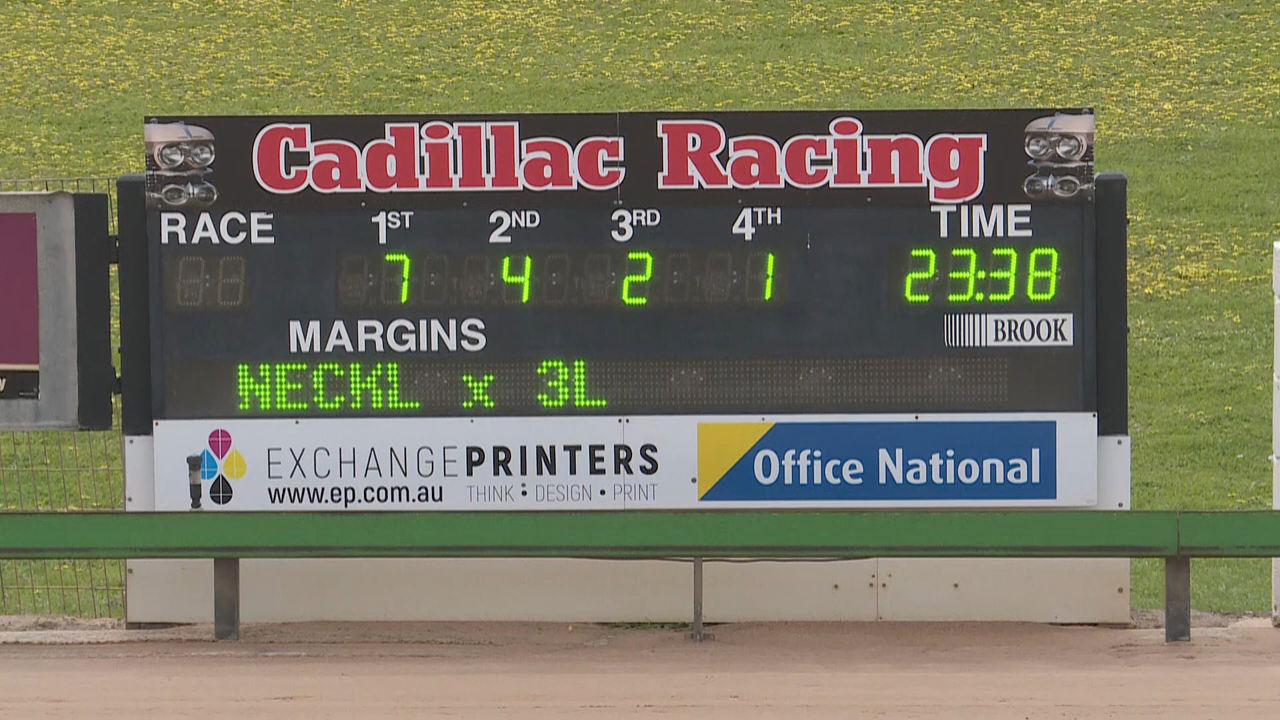 Cadillac Racing
RACE 1ST 2ND 3RD 4TH TIME
7 4 2 1 23:38
MARGINS BROOK
NECKL x 3L
EXCHANGEPRINTERS
www.ep.com.au THINK : DESIGN • PRINT
Office National